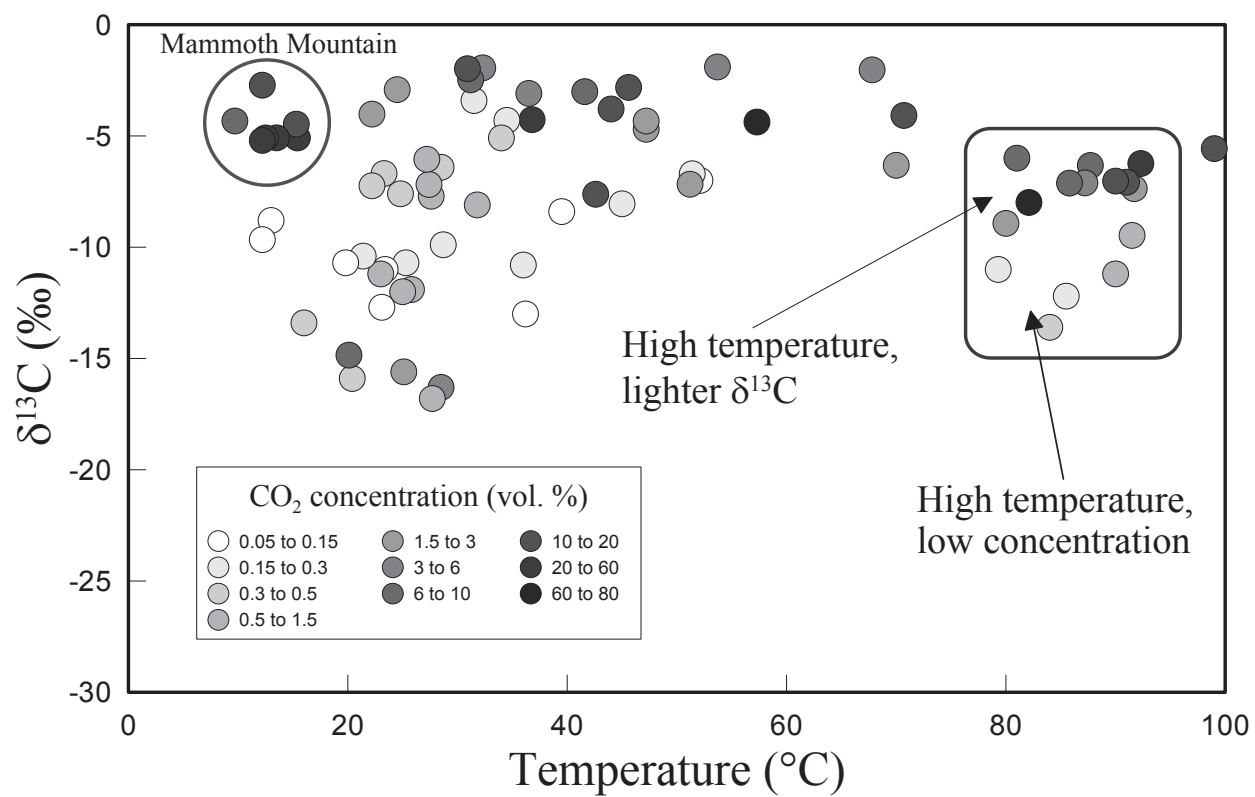 0
-5
-10
-15
-20
-25
-30
δ¹³C (‰)
Mammoth Mountain
High temperature,
lighter δ¹³C
High temperature,
low concentration
CO₂ concentration (vol. %)
0.05 to 0.15
0.15 to 0.3
0.3 to 0.5
0.5 to 1.5
1.5 to 3
3 to 6
6 to 10
10 to 20
20 to 60
60 to 80
0 20 40 60 80 100
Temperature (°C)